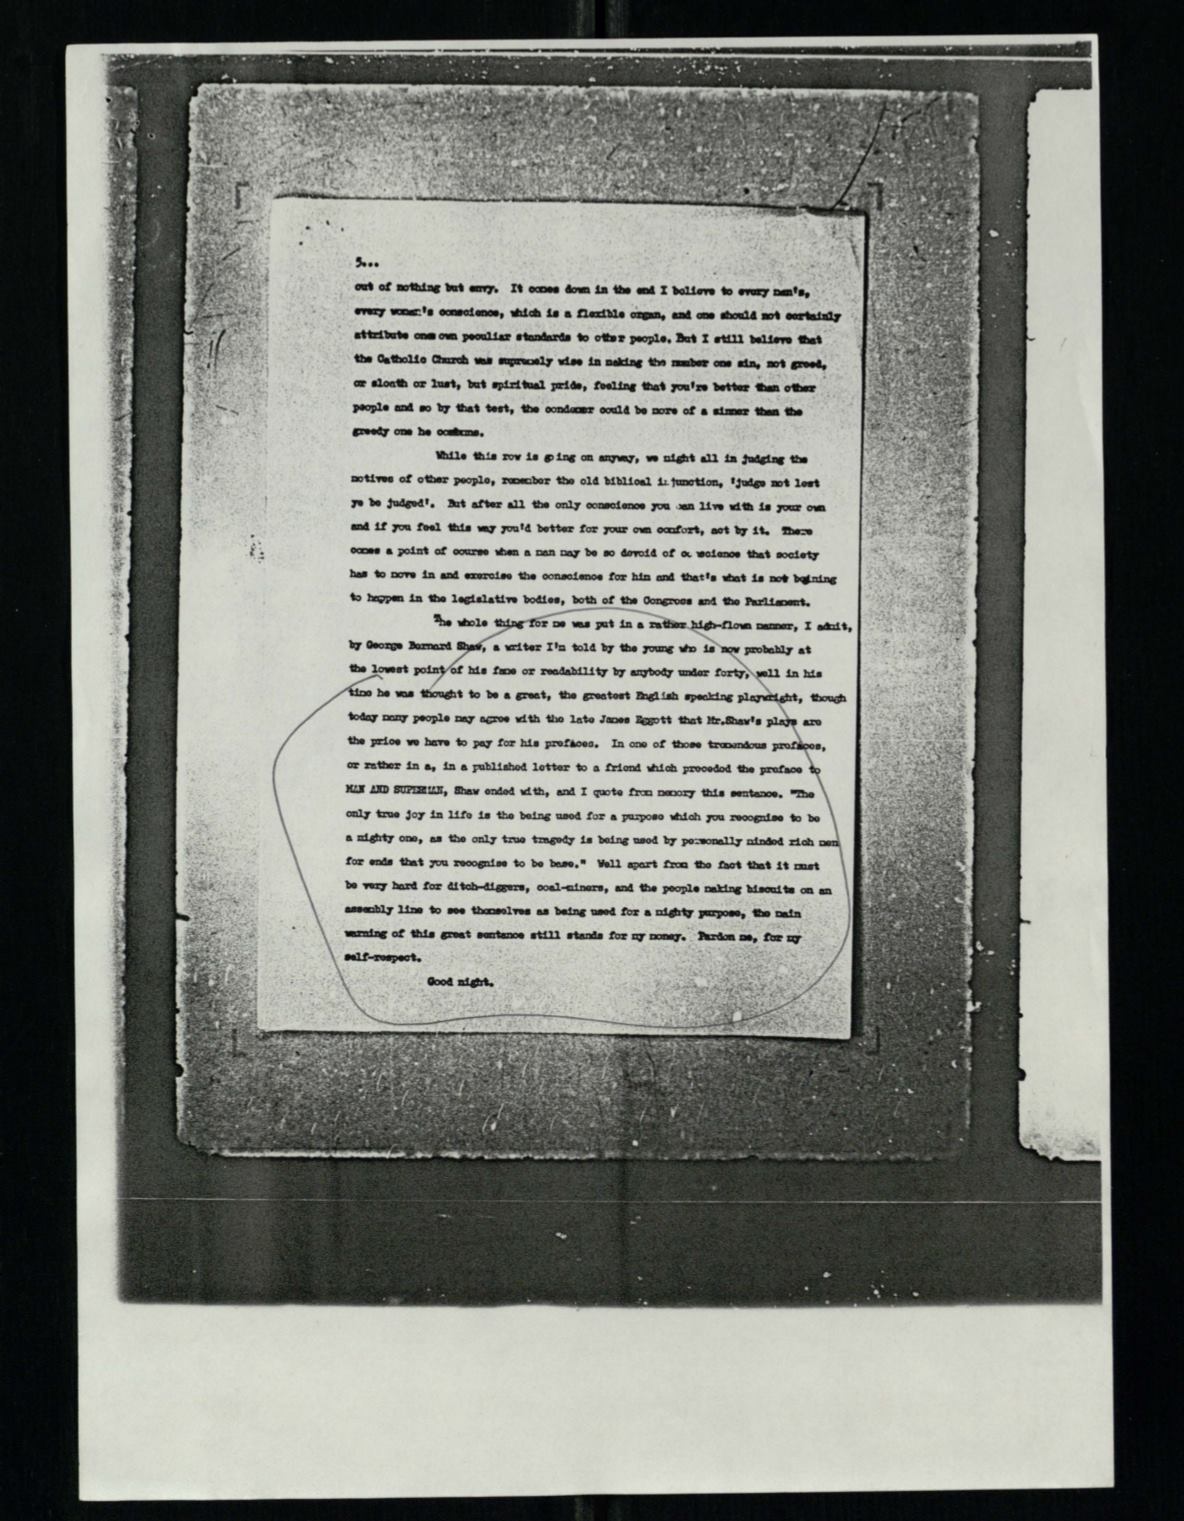 5...
out of nothing but envy. It comes down in the end I believe to every man's,
every woman's conscience, which is a flexible organ, and one should not certainly
attribute ones own peculiar standards to other people. But I still believe that
the Catholic Church was supremely wise in making the number one sin, not greed,
or sloath or lust, but spiritual pride, feeling that you're better than other
people and so by that test, the condemer could be more of a sinner than the
greedy one he condems.
While this row is going on anyway, we might all in judging the
motives of other people, remember the old biblical injunction, 'judge not lest
ye be judged'. But after all the only conscience you can live with is your own
and if you feel this way you'd better for your own comfort, act by it. There
comes a point of course when a man may be so devoid of conscience that society
has to move in and exercise the conscience for him and that's what is not beining
to happen in the legislative bodies, both of the Congress and the Parliament.
The whole thing for me was put in a rather high-flown manner, I admit,
by George Bernard Shaw, a writer I'm told by the young who is now probably at
the lowest point of his fame or readability by anybody under forty, well in his
time he was thought to be a great, the greatest English speaking playwright, though
today many people may agree with the late James Eggott that Mr.Shaw's plays are
the price we have to pay for his prefaces. In one of those tremendous prefaces,
or rather in a, in a published letter to a friend which preceded the preface to
MAN AND SUPERMAN, Shaw ended with, and I quote from memory this sentance. "The
only true joy in life is the being used for a purpose which you recognise to be
a mighty one, as the only true tragedy is being used by personally minded rich men
for ends that you recognise to be base." Well apart from the fact that it must
be very hard for ditch-diggers, coal-miners, and the people making biscuits on an
assembly line to see themselves as being used for a mighty purpose, the main
warning of this great sentance still stands for my money. Pardon me, for my
self-respect.
Good night.